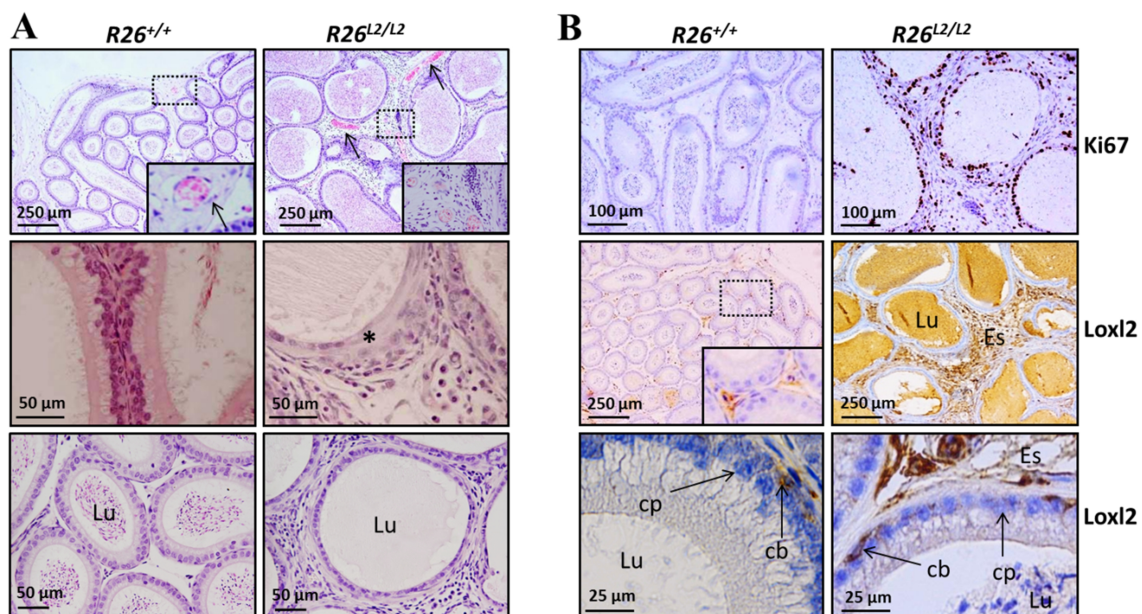 A
R26+/+
R26L2/L2
250 µm
250 µm
50 µm
*
50 µm
Lu
50 µm
Lu
50 µm
B
R26+/+
R26L2/L2
100 µm
100 µm
Ki67
250 µm
Lu
Es
250 µm
Loxl2
cp
cb
Lu
25 µm
Es
cb
cp
Lu
25 µm
Loxl2